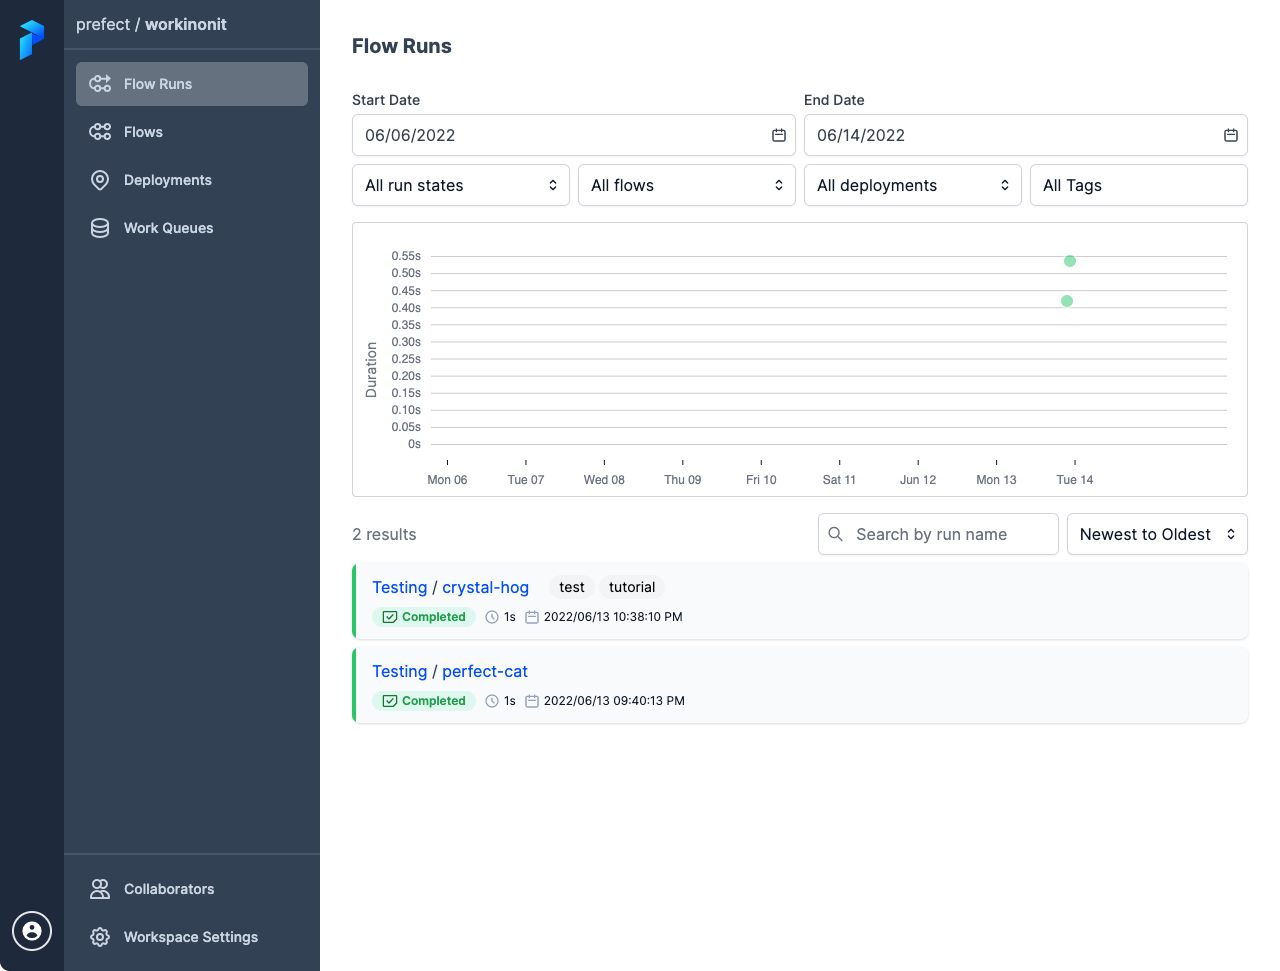 prefect / workinonit
Flow Runs
Flows
Deployments
Work Queues
Collaborators
Workspace Settings
Flow Runs
Start Date
End Date
06/06/2022
06/14/2022
All run states
All flows
All deployments
All Tags
Duration
0.55s
0.50s
0.45s
0.40s
0.35s
0.30s
0.25s
0.20s
0.15s
0.10s
0.05s
0s
Mon 06 Tue 07 Wed 08 Thu 09 Fri 10 Sat 11 Jun 12 Mon 13 Tue 14
2 results
Search by run name
Newest to Oldest
Testing / crystal-hog test tutorial
Completed 1s 2022/06/13 10:38:10 PM
Testing / perfect-cat
Completed 1s 2022/06/13 09:40:13 PM